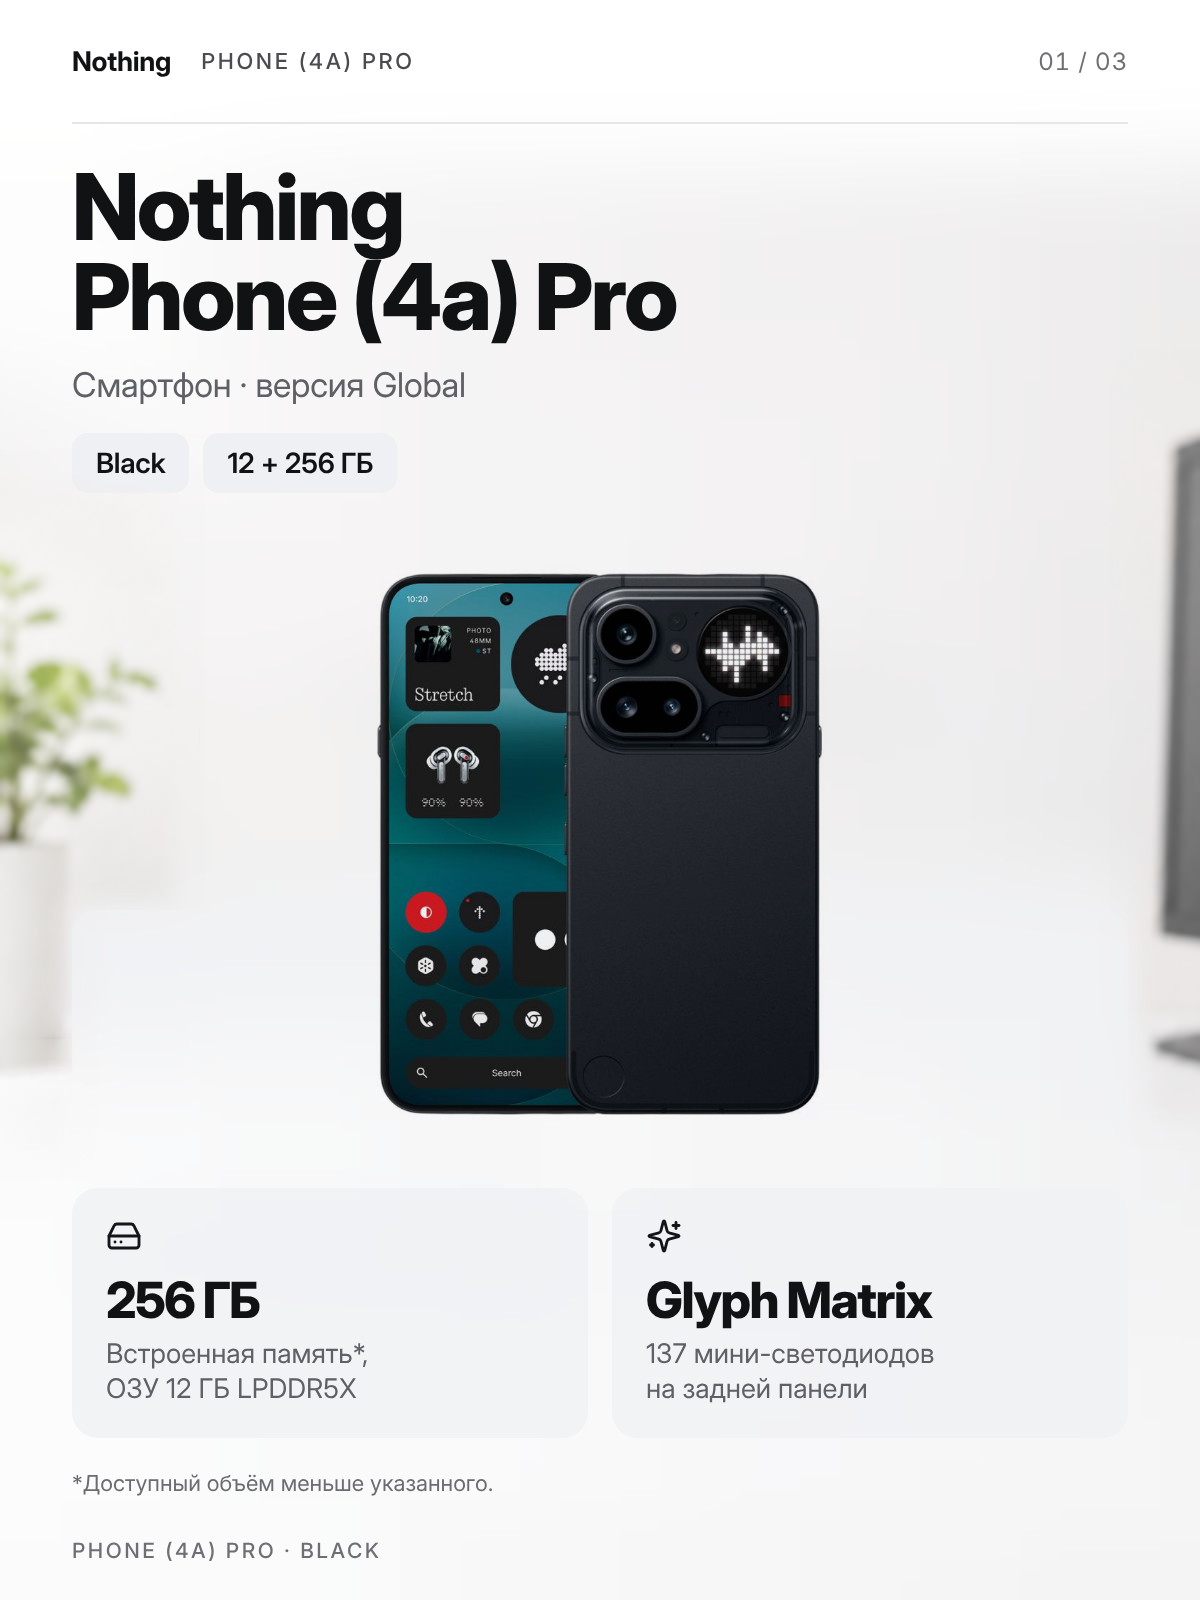 Nothing PHONE (4A) PRO 01 / 03
Nothing
Phone (4a) Pro
Смартфон · версия Global
Black 12 + 256 ГБ
10:20
PHOTO
48MM
ST
Stretch
90% 90%
Search
256 ГБ
Встроенная память*,
ОЗУ 12 ГБ LPDDR5X
Glyph Matrix
137 мини-светодиодов
на задней панели
*Доступный объём меньше указанного.
PHONE (4A) PRO · BLACK